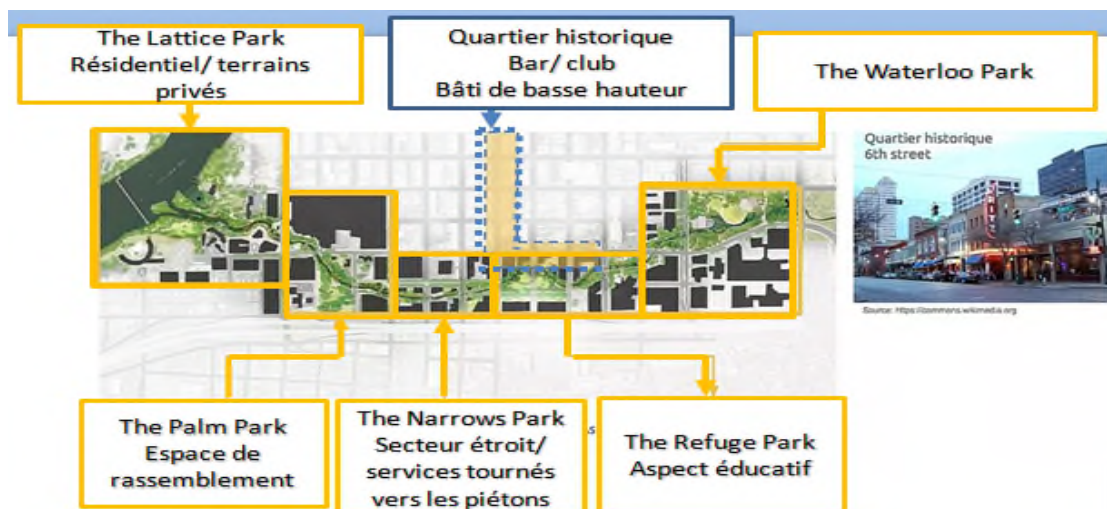 The Lattice Park
Résidentiel/ terrains
privés
Quartier historique
Bar/ club
Bâti de basse hauteur
The Waterloo Park
Quartier historique
6th street
RITZ
Source: https://commons.wikimedia.org
The Palm Park
Espace de
rassemblement
The Narrows Park
Secteur étroit/
services tournés
vers les piétons
The Refuge Park
Aspect éducatif